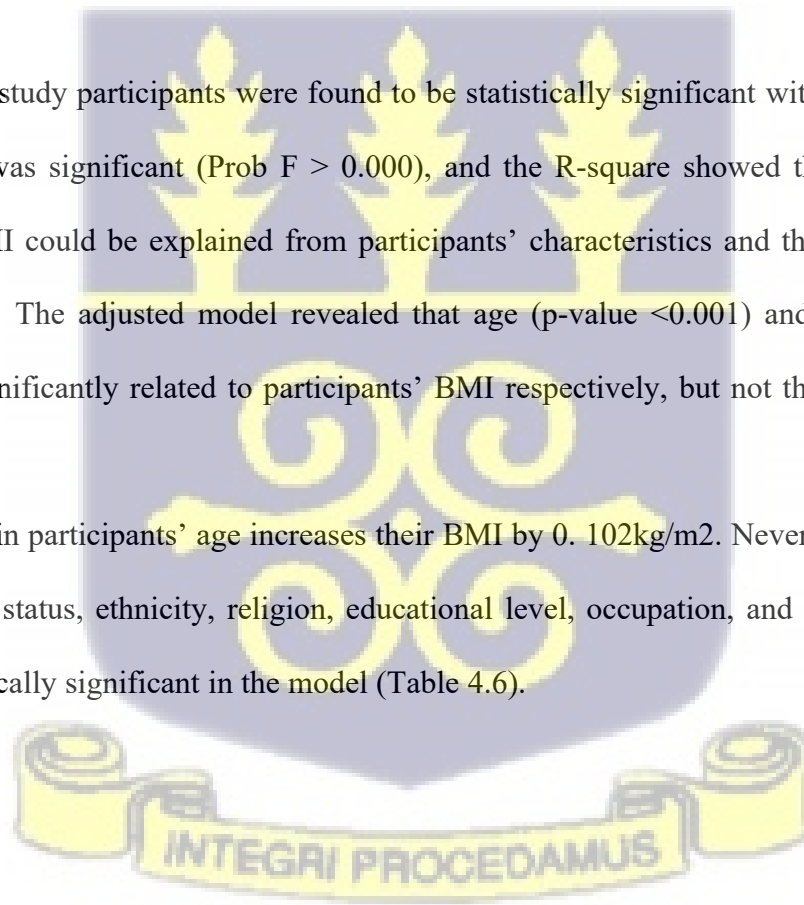 study participants were found to be statistically significant wit
was significant (Prob F > 0.000), and the R-square showed th
II could be explained from participants’ characteristics and th
The adjusted model revealed that age (p-value <0.001) and
nificantly related to participants’ BMI respectively, but not th
in participants’ age increases their BMI by 0. 102kg/m2. Never
status, ethnicity, religion, educational level, occupation, and
cally significant in the model (Table 4.6).
INTEGRI PROCEDAMUS